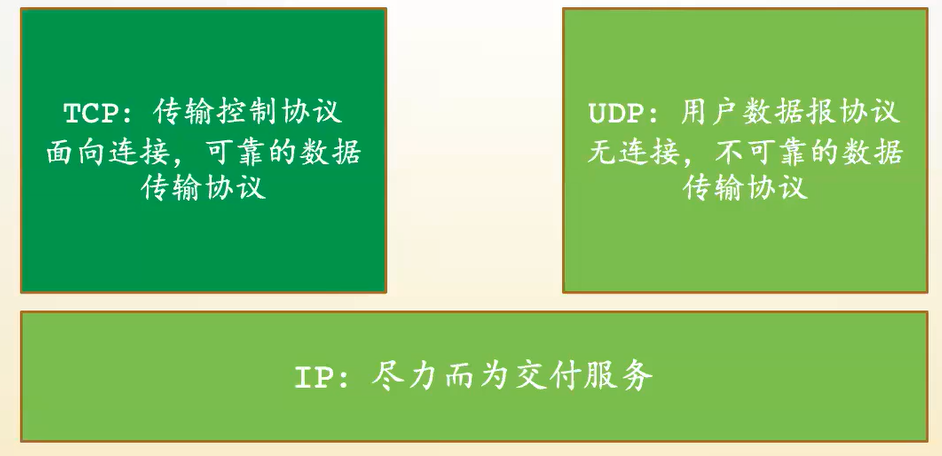 TCP：传输控制协议
面向连接，可靠的数据
传输协议
UDP：用户数据报协议
无连接，不可靠的数据
传输协议
IP：尽力而为交付服务